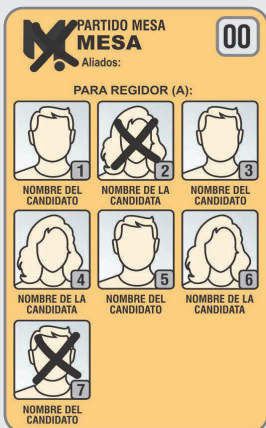 PARTIDO MESA
MESA
Aliados:
00
PARA REGIDOR (A):
1
2
3
NOMBRE DEL CANDIDATO
NOMBRE DE LA CANDIDATA
NOMBRE DEL CANDIDATO
4
5
6
NOMBRE DE LA CANDIDATA
NOMBRE DEL CANDIDATO
NOMBRE DE LA CANDIDATA
7
NOMBRE DEL CANDIDATO